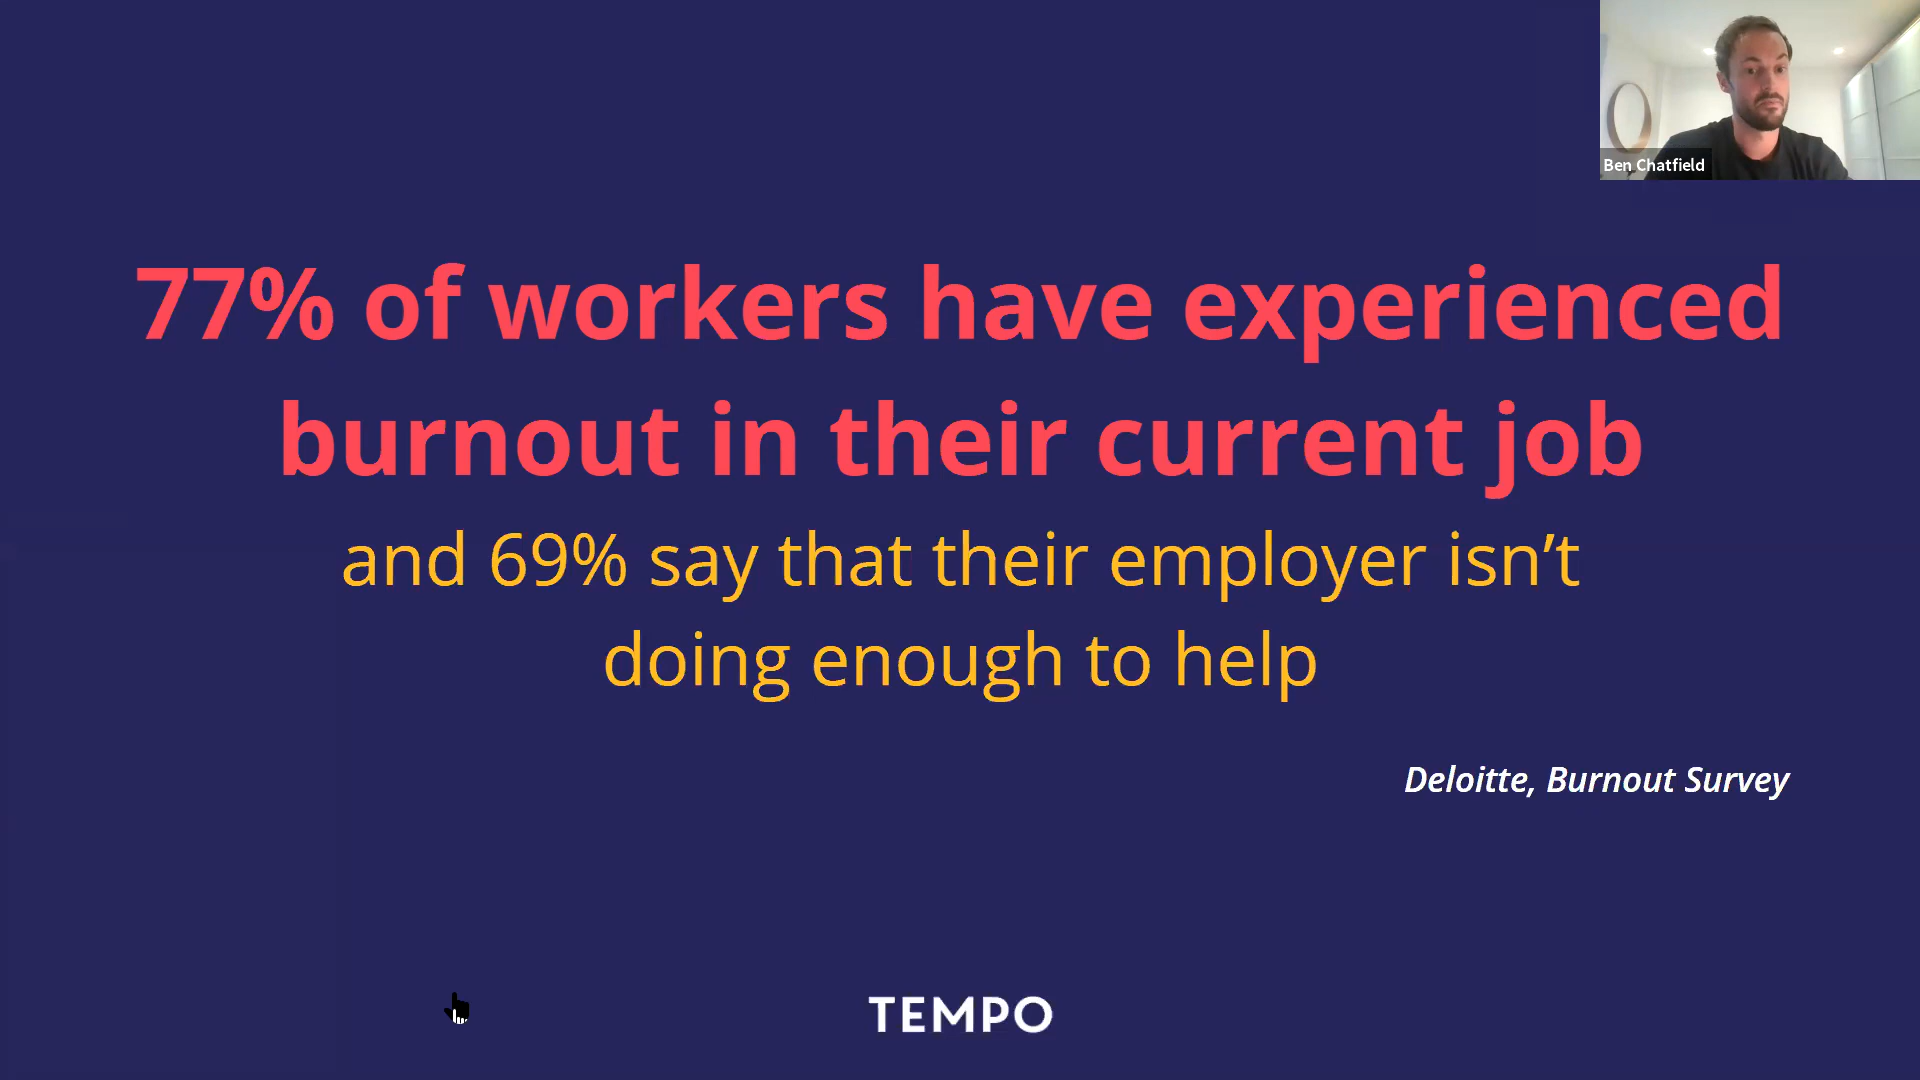 Ben Chatfield
77% of workers have experienced
burnout in their current job
and 69% say that their employer isn’t
doing enough to help
Deloitte, Burnout Survey
TEMPO